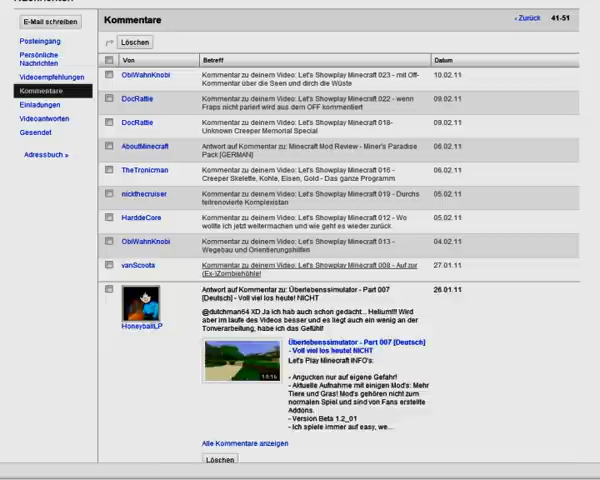 E-Mail schreiben
Kommentare
‹ Zurück 41-51
Löschen
Posteingang
Persönliche
Nachrichten
Videoempfehlungen
Kommentare
Einladungen
Videoantworten
Gesendet
Adressbuch »
Von Betreff Datum
ObiWahnKnobi Kommentar zu deinem Video: Let's Showplay Minecraft 023 - mit Off-
Kommentar über die Seen und dirch die Wüste 10.02.11
DocRattie Kommentar zu deinem Video: Let's Showplay Minecraft 022 - wenn
Fraps nicht pariert wird aus dem OFF kommentiert 09.02.11
DocRattie Kommentar zu deinem Video: Let's Showplay Minecraft 018-
Unknown Creeper Memorial Special 09.02.11
AboutMinecraft Antwort auf Kommentar zu: Minecraft Mod Review - Miner's Paradise
Pack [GERMAN] 06.02.11
TheTronicman Kommentar zu deinem Video: Let's Showplay Minecraft 016 -
Creeper Skelette, Kohle, Eisen, Gold - Das ganze Programm 06.02.11
nickthecruiser Kommentar zu deinem Video: Let's Showplay Minecraft 019 - Durchs
teilrenovierte Komplexistan 05.02.11
HarddeCore Kommentar zu deinem Video: Let's Showplay Minecraft 012 - Wo
wollte ich jetzt weitermachen und wie geht es wieder zurück. 05.02.11
ObiWahnKnobi Kommentar zu deinem Video: Let's Showplay Minecraft 013 -
Wegebau und Orientierungshilfen 04.02.11
vanScoota Kommentar zu deinem Video: Let's Showplay Minecraft 008 - Auf zur
(Ex-)Zombiehöhle! 27.01.11
Antwort auf Kommentar zu: Überlebenssimulator - Part 007
[Deutsch] - Voll viel los heute! NICHT 26.01.11
HoneyballLP
@dutchman54 XD Ja ich hab auch schon gedacht... Helium!!! Wird
aber im laufe des Videos besser und es liegt auch ein wenig an der
Tonverarbeitung, habe ich das Gefühl!
Überlebenssimulator - Part 007 [Deutsch]
- Voll viel los heute! NICHT
Let's Play Minecraft INFO's:
- Angucken nur auf eigene Gefahr!
- Aktuelle Aufnahme mit einigen Mod's: Mehr
Tiere und Gras! Mod's gehören nicht zum
normalen Spiel und sind von Fans erstellte
Addons.
- Version Beta 1.2_01
- Ich spiele immer auf easy, we...
Alle Kommentare anzeigen
Löschen